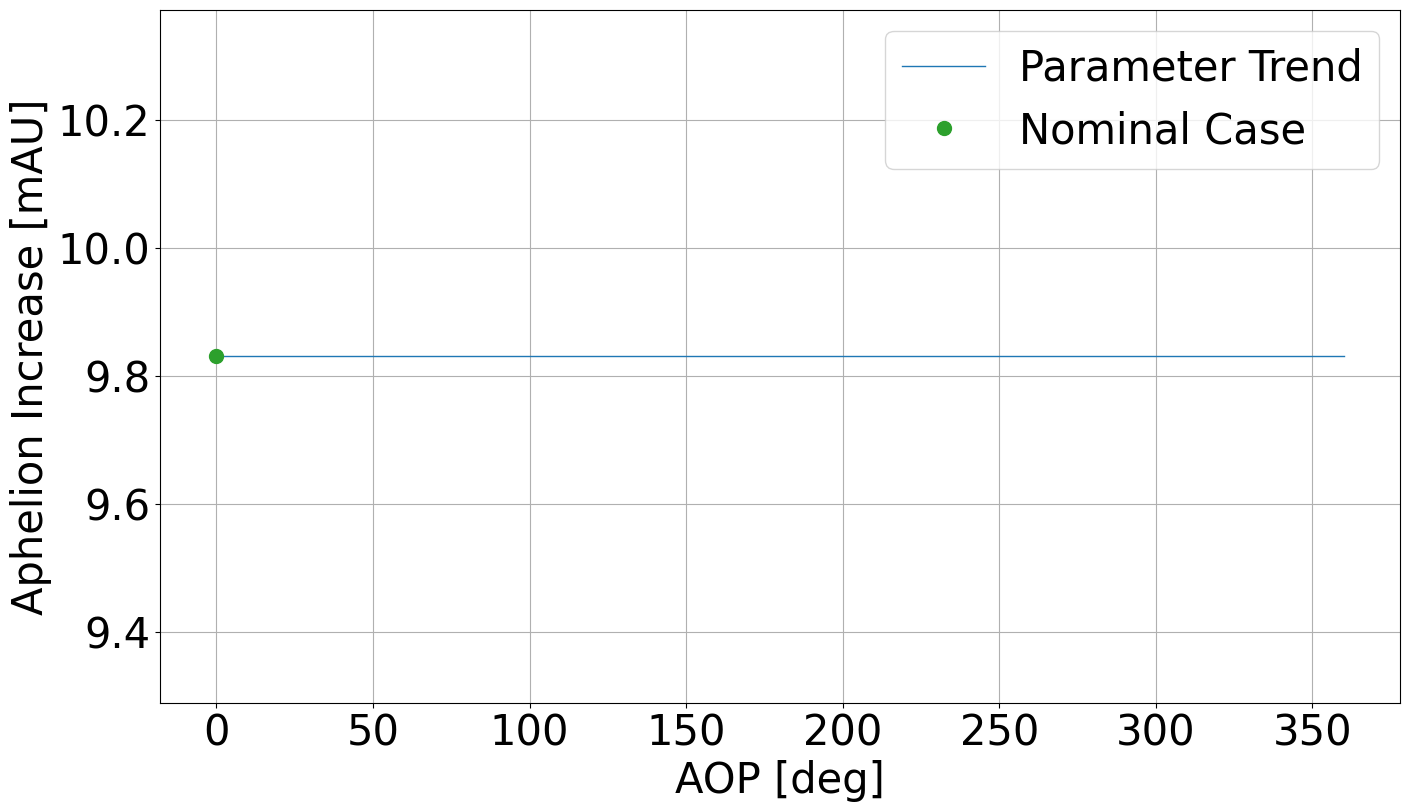 Aphelion Increase [mAU]
10.2
10.0
9.8
9.6
9.4
Parameter Trend
Nominal Case
0 50 100 150 200 250 300 350
AOP [deg]